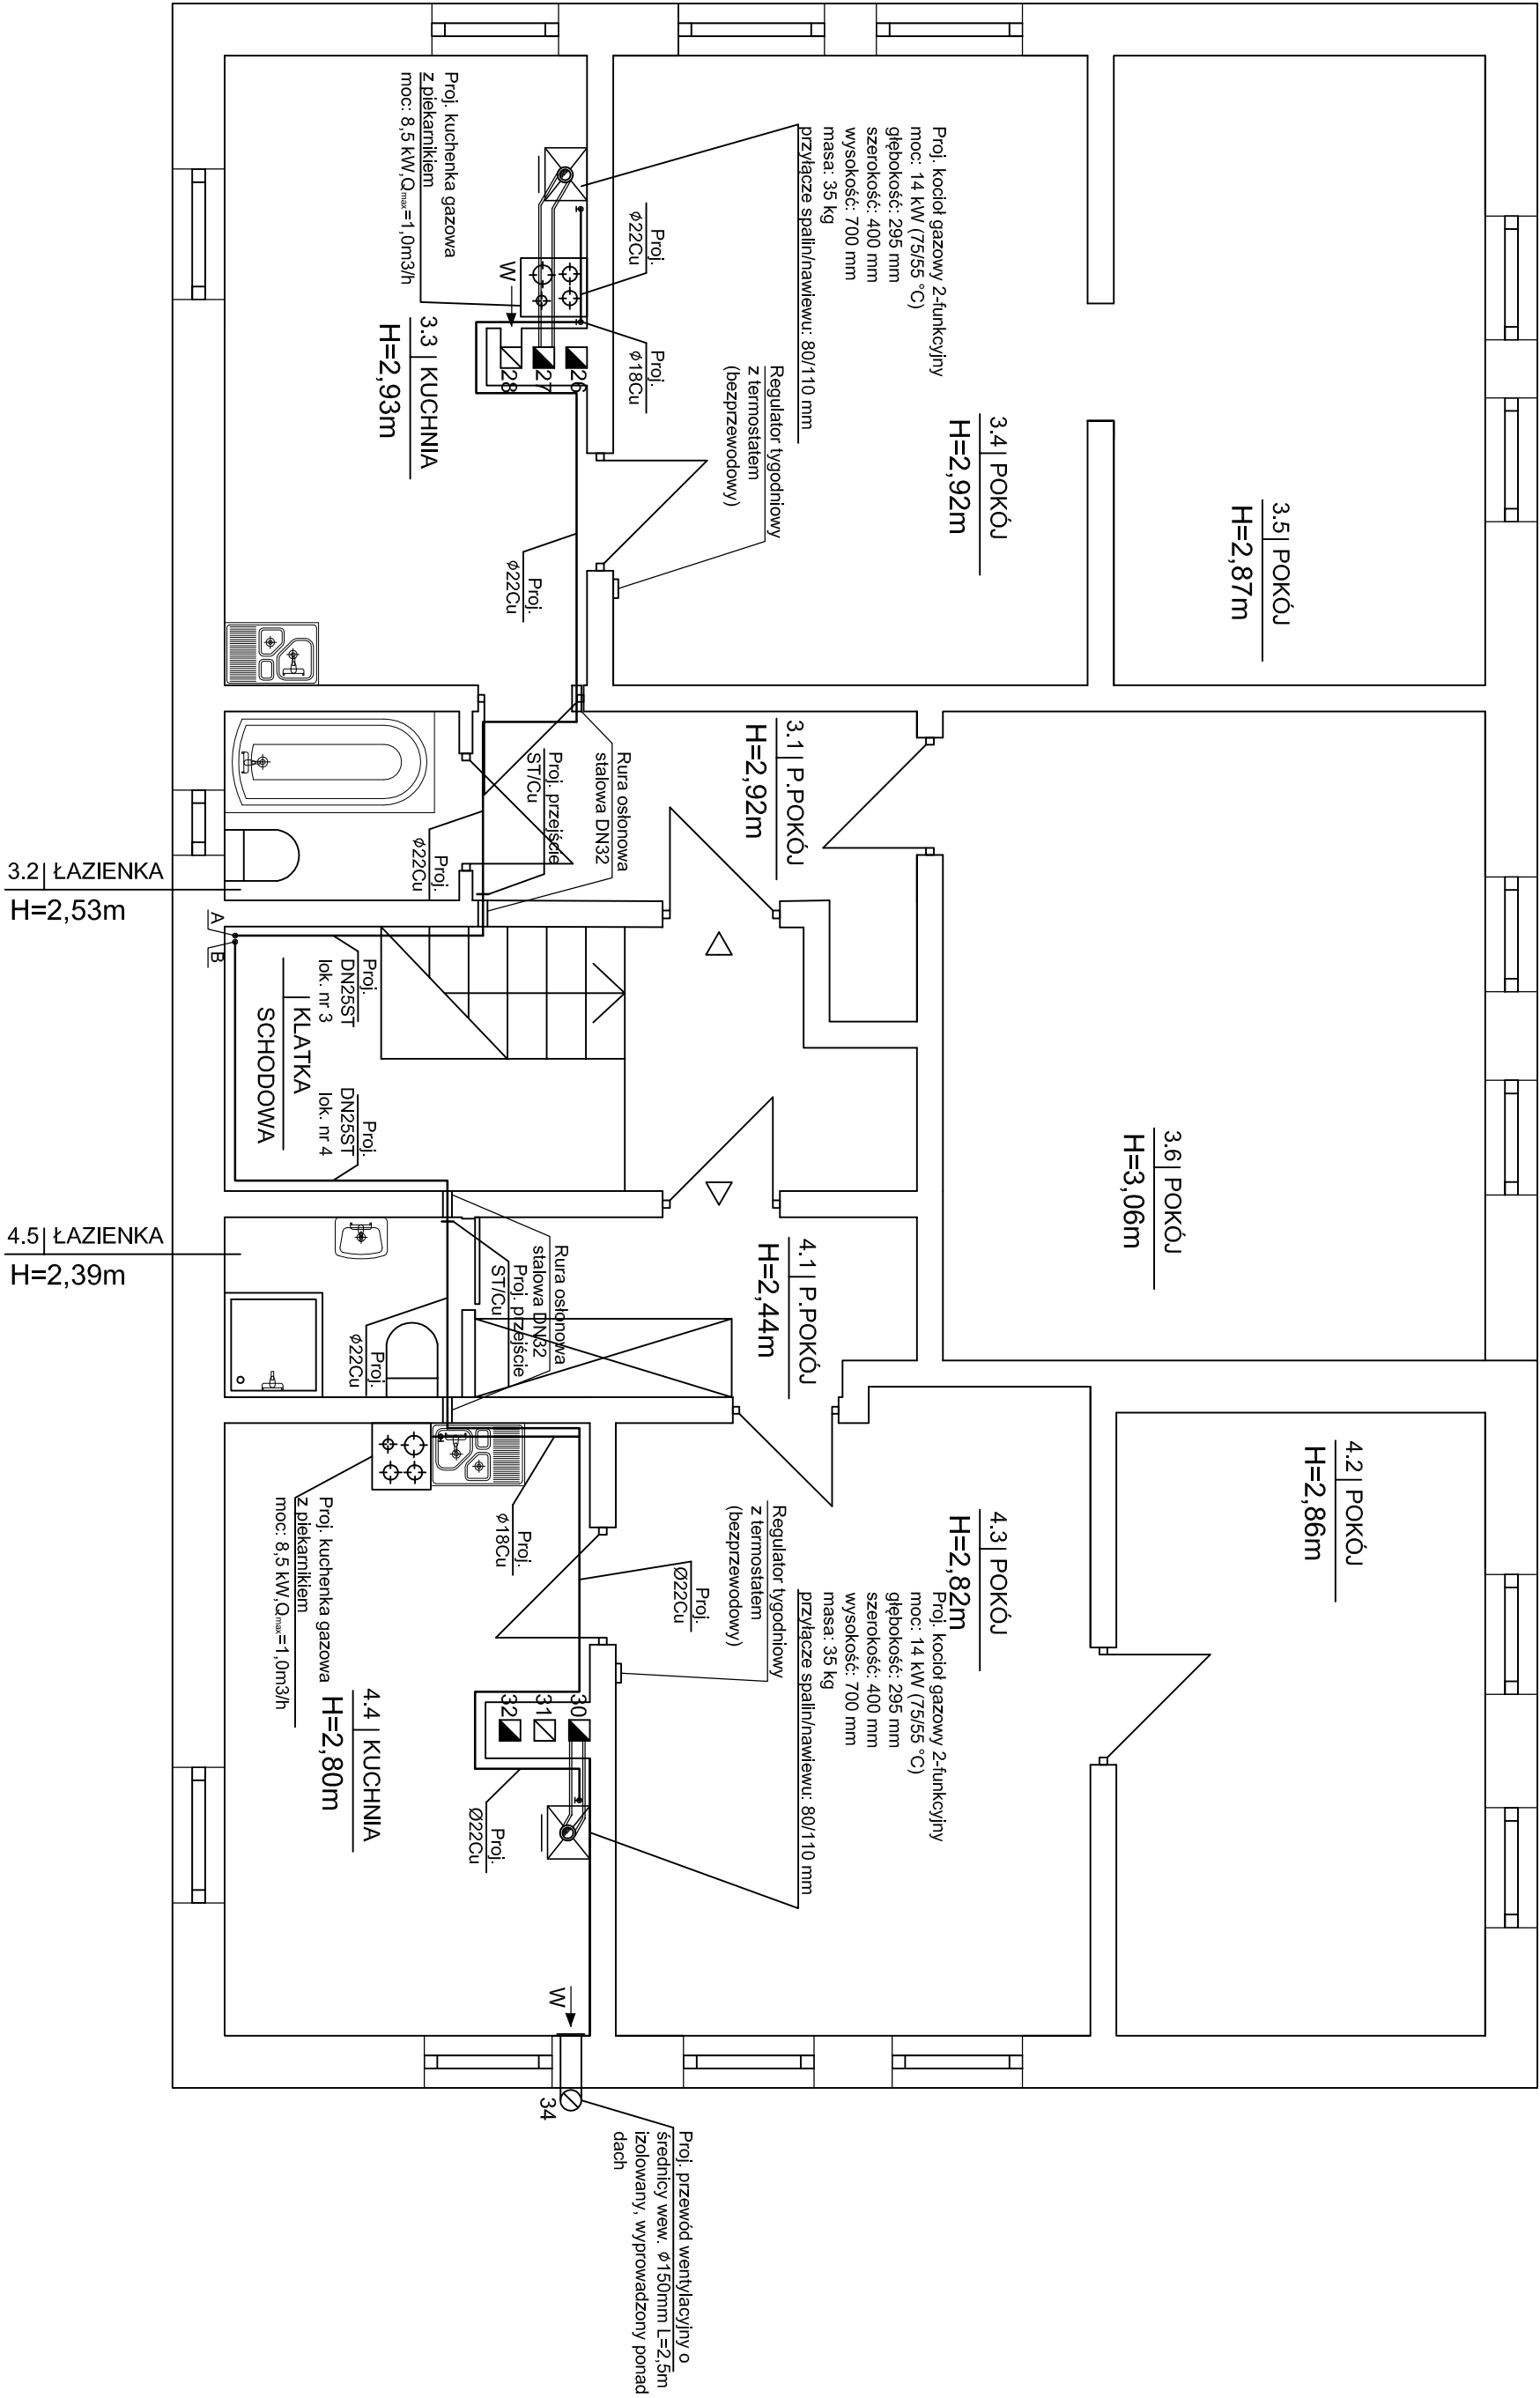 3.5 | POKÓJ
H=2,87m
3.6 | POKÓJ
H=3,06m
4.2 | POKÓJ
H=2,86m
3.4 | POKÓJ
H=2,92m
Proj. kocioł gazowy 2-funkcyjny
moc: 14 kW (75/55 °C)
głębokość: 295 mm
szerokość: 400 mm
wysokość: 700 mm
masa: 35 kg
przyłącze spalin/nawiewu: 80/110 mm
Regulator tygodniowy
z termostatem
(bezprzewodowy)
3.1 | P.POKÓJ
H=2,92m
4.1 | P.POKÓJ
H=2,44m
4.3 | POKÓJ
H=2,82m
Proj. kocioł gazowy 2-funkcyjny
moc: 14 kW (75/55 °C)
głębokość: 295 mm
szerokość: 400 mm
wysokość: 700 mm
masa: 35 kg
przyłącze spalin/nawiewu: 80/110 mm
Regulator tygodniowy
z termostatem
(bezprzewodowy)
Proj.
Ø22Cu
Proj. przewód wentylacyjny o
średnicy wew. ϕ150mm L=2,5m
izolowany, wyprowadzony ponad
dach
34
W
Proj.
ϕ22Cu
Proj.
ϕ18Cu
26
27
28
W
Proj. kuchenka gazowa
z piekarnikiem
moc: 8,5 kW,Qmax=1,0m3/h
3.3 | KUCHNIA
H=2,93m
Proj.
ϕ22Cu
Rura osłonowa
stalowa DN32
Proj. przejście
ST/Cu
Proj.
ϕ22Cu
3.2 | ŁAZIENKA
H=2,53m
A
B
Proj.
DN25ST
lok. nr 3
KLATKA
SCHODOWA
Proj.
DN25ST
lok. nr 4
4.5 | ŁAZIENKA
H=2,39m
Rura osłonowa
stalowa DN32
Proj. przejście
ST/Cu
Proj.
ϕ22Cu
Proj.
ϕ18Cu
Proj. kuchenka gazowa
z piekarnikiem
moc: 8,5 kW,Qmax=1,0m3/h
4.4 | KUCHNIA
H=2,80m
30
31
32
Proj.
Ø22Cu